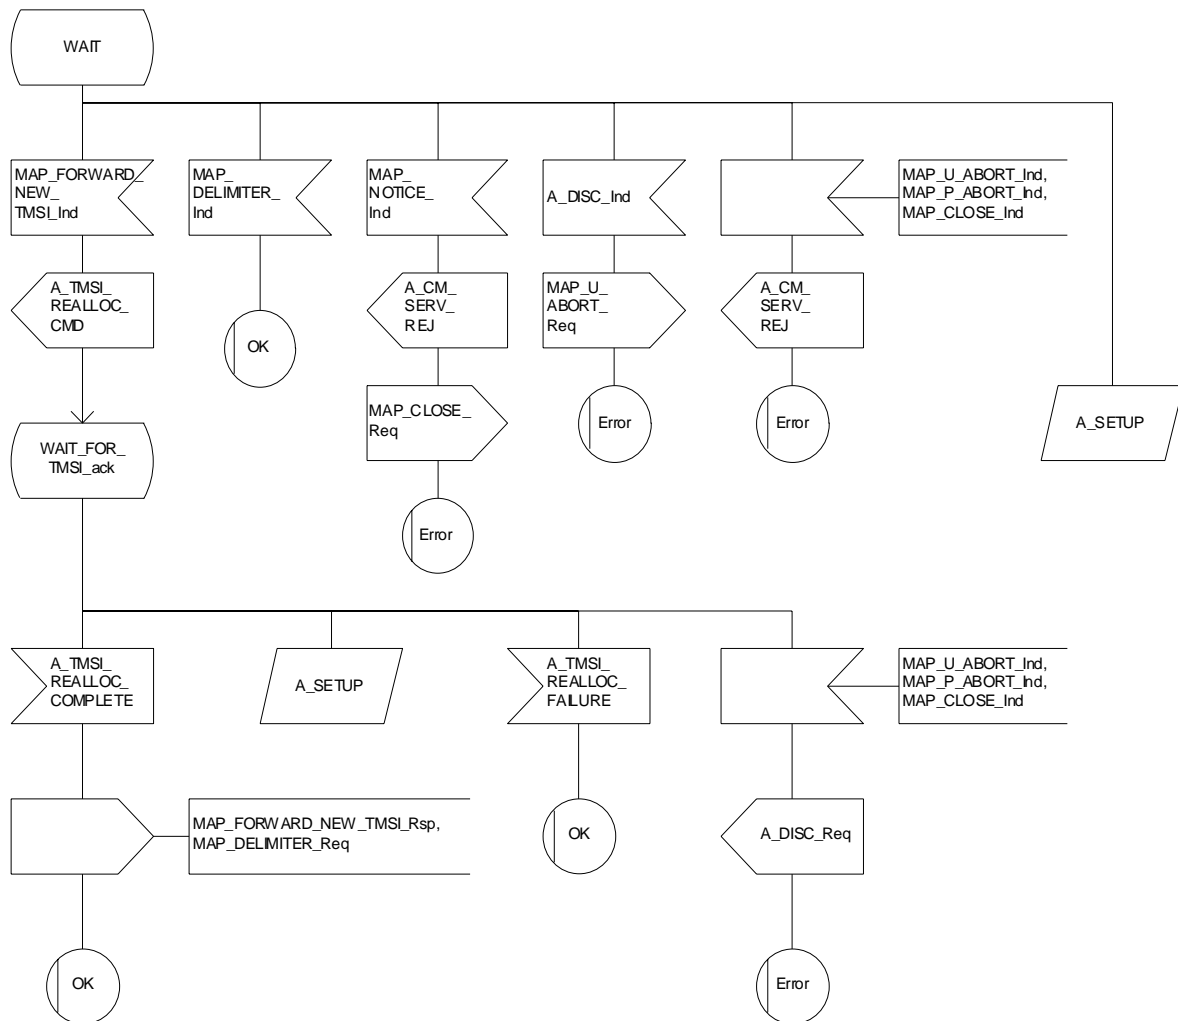 WAIT
MAP_FORWARD_
NEW_
TMSI_Ind
MAP_
DELIMITER_
Ind
MAP_
NOTICE_
Ind
A_DISC_Ind
MAP_U_ABORT_Ind,
MAP_P_ABORT_Ind,
MAP_CLOSE_Ind
A_TMSI_
REALLOC_
CMD
OK
A_CM_
SERV_
REJ
MAP_U_
ABORT_
Req
A_CM_
SERV_
REJ
MAP_CLOSE_
Req
Error
Error
A_SETUP
WAIT_FOR_
TMSI_ack
Error
A_TMSI_
REALLOC_
COMPLETE
A_SETUP
A_TMSI_
REALLOC_
FAILURE
MAP_U_ABORT_Ind,
MAP_P_ABORT_Ind,
MAP_CLOSE_Ind
MAP_FORWARD_NEW_TMSI_Rsp,
MAP_DELIMITER_Req
OK
A_DISC_Req
OK
Error